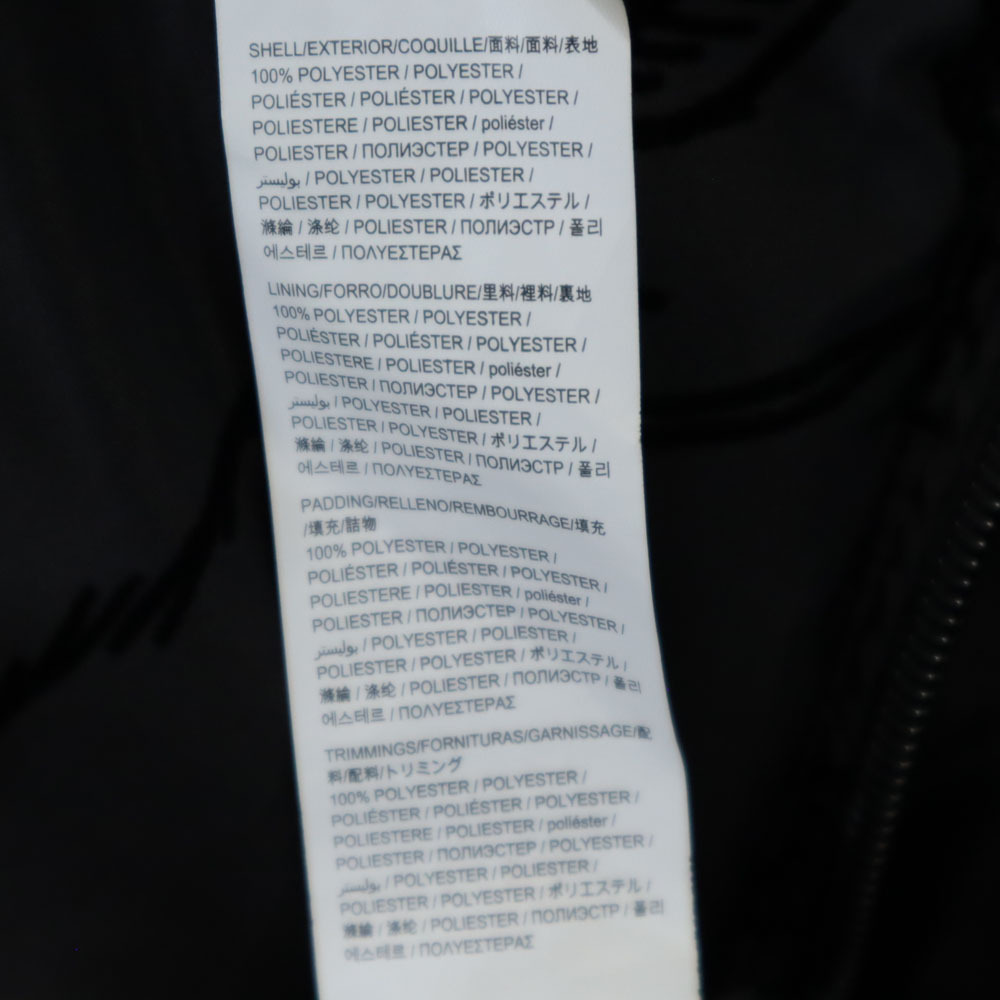 SHELL/EXTERIOR/COQUILLE/面料/面料/表地
100% POLYESTER / POLYESTER /
POLIÉSTER / POLIÉSTER / POLYESTER /
POLIESTERE / POLIESTER / poliéster /
POLIESTER / ПОЛИЭСТЕР / POLYESTER /
بوليستر / POLYESTER / POLIESTER /
POLIESTER / POLYESTER / ポリエステル /
滌綸 / 涤纶 / POLIESTER / ПОЛИЭСТР / 폴리
에스테르 / ΠΟΛΥΕΣΤΕΡΑΣ
LINING/FORRO/DOUBLURE/里料/裡料/裏地
100% POLYESTER / POLYESTER /
POLIÉSTER / POLIÉSTER / POLYESTER /
POLIESTERE / POLIESTER / poliéster /
POLIESTER / ПОЛИЭСТЕР / POLYESTER /
بوليستر / POLYESTER / POLIESTER /
POLIESTER / POLYESTER / ポリエステル /
滌綸 / 涤纶 / POLIESTER / ПОЛИЭСТР / 폴리
에스테르 / ΠΟΛΥΕΣΤΕΡΑΣ
PADDING/RELLENO/REMBOURRAGE/填充
/填充/詰物
100% POLYESTER / POLYESTER /
POLIÉSTER / POLIÉSTER / POLYESTER /
POLIESTERE / POLIESTER / poliéster /
POLIESTER / ПОЛИЭСТЕР / POLYESTER /
بوليستر / POLYESTER / POLIESTER /
POLIESTER / POLYESTER / ポリエステル /
滌綸 / 涤纶 / POLIESTER / ПОЛИЭСТР / 폴리
에스테르 / ΠΟΛΥΕΣΤΕΡΑΣ
TRIMMINGS/FORNITURAS/GARNISSAGE/配
料/配料/トリミング
100% POLYESTER / POLYESTER /
POLIÉSTER / POLIÉSTER / POLYESTER /
POLIESTERE / POLIESTER / poliéster /
POLIESTER / ПОЛИЭСТЕР / POLYESTER /
بوليستر / POLYESTER / POLIESTER /
POLIESTER / POLYESTER / ポリエステル /
滌綸 / 涤纶 / POLIESTER / ПОЛИЭСТР / 폴리
에스테르 / ΠΟΛΥΕΣΤΕΡΑΣ